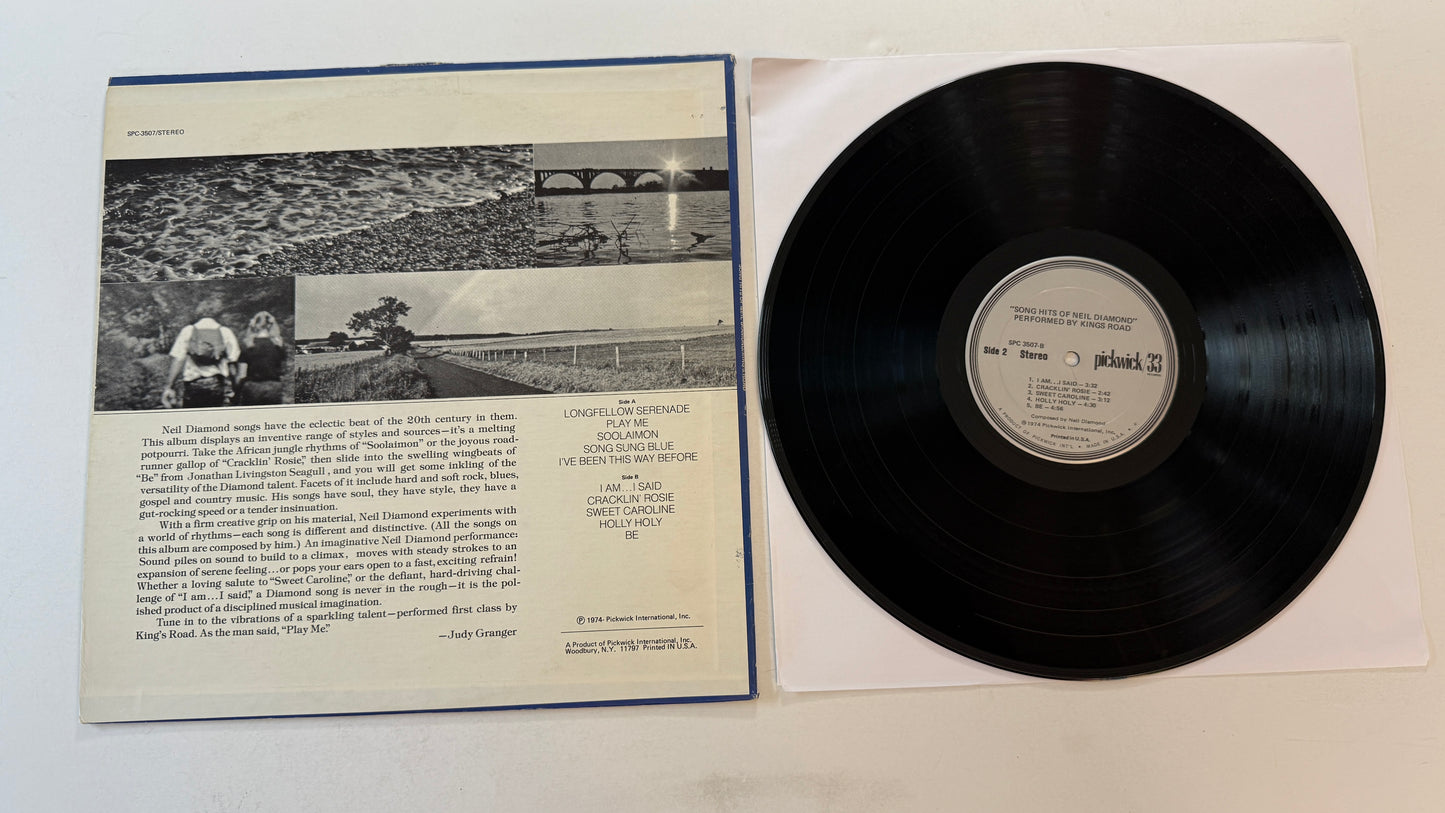 SPC-3507/STEREO
Neil Diamond songs have the eclectic beat of the 20th century in them.
This album displays an inventive range of styles and sources—it's a melting
potpourri. Take the African jungle rhythms of "Soolaimon" or the joyous road-
runner gallop of "Cracklin' Rosie," then slide into the swelling wingbeats of
"Be" from Jonathan Livingston Seagull , and you will get some inkling of the
versatility of the Diamond talent. Facets of it include hard and soft rock, blues,
gospel and country music. His songs have soul, they have style, they have a
gut-rocking speed or a tender insinuation.
With a firm creative grip on his material, Neil Diamond experiments with
a world of rhythms—each song is different and distinctive. (All the songs on
this album are composed by him.) An imaginative Neil Diamond performance:
Sound piles on sound to build to a climax, moves with steady strokes to an
expansion of serene feeling...or pops your ears open to a fast, exciting refrain!
Whether a loving salute to "Sweet Caroline," or the defiant, hard-driving chal-
lenge of "I am...I said," a Diamond song is never in the rough—it is the pol-
ished product of a disciplined musical imagination.
Tune in to the vibrations of a sparkling talent—performed first class by
King's Road. As the man said, "Play Me."
—Judy Granger
Side A
LONGFELLOW SERENADE
PLAY ME
SOOLAIMON
SONG SUNG BLUE
I'VE BEEN THIS WAY BEFORE
Side B
I AM...I SAID
CRACKLIN' ROSIE
SWEET CAROLINE
HOLLY HOLY
BE
Ⓟ 1974- Pickwick International, Inc.
A Product of Pickwick International, Inc.
Woodbury, N.Y. 11797 Printed IN U.S.A.
"SONG HITS OF NEIL DIAMOND"
PERFORMED BY KINGS ROAD
SPC 3507-B
Side 2 Stereo
pickwick/33
1. I AM...I SAID – 3:32
2. CRACKLIN' ROSIE – 2:42
3. SWEET CAROLINE – 3:12
4. HOLLY HOLY – 4:30
5. BE – 4:56
Composed by Neil Diamond
Ⓟ1974 Pickwick International, Inc.
Printed in U.S.A.
A PRODUCT OF PICKWICK INT'L. • MADE IN U.S.A.